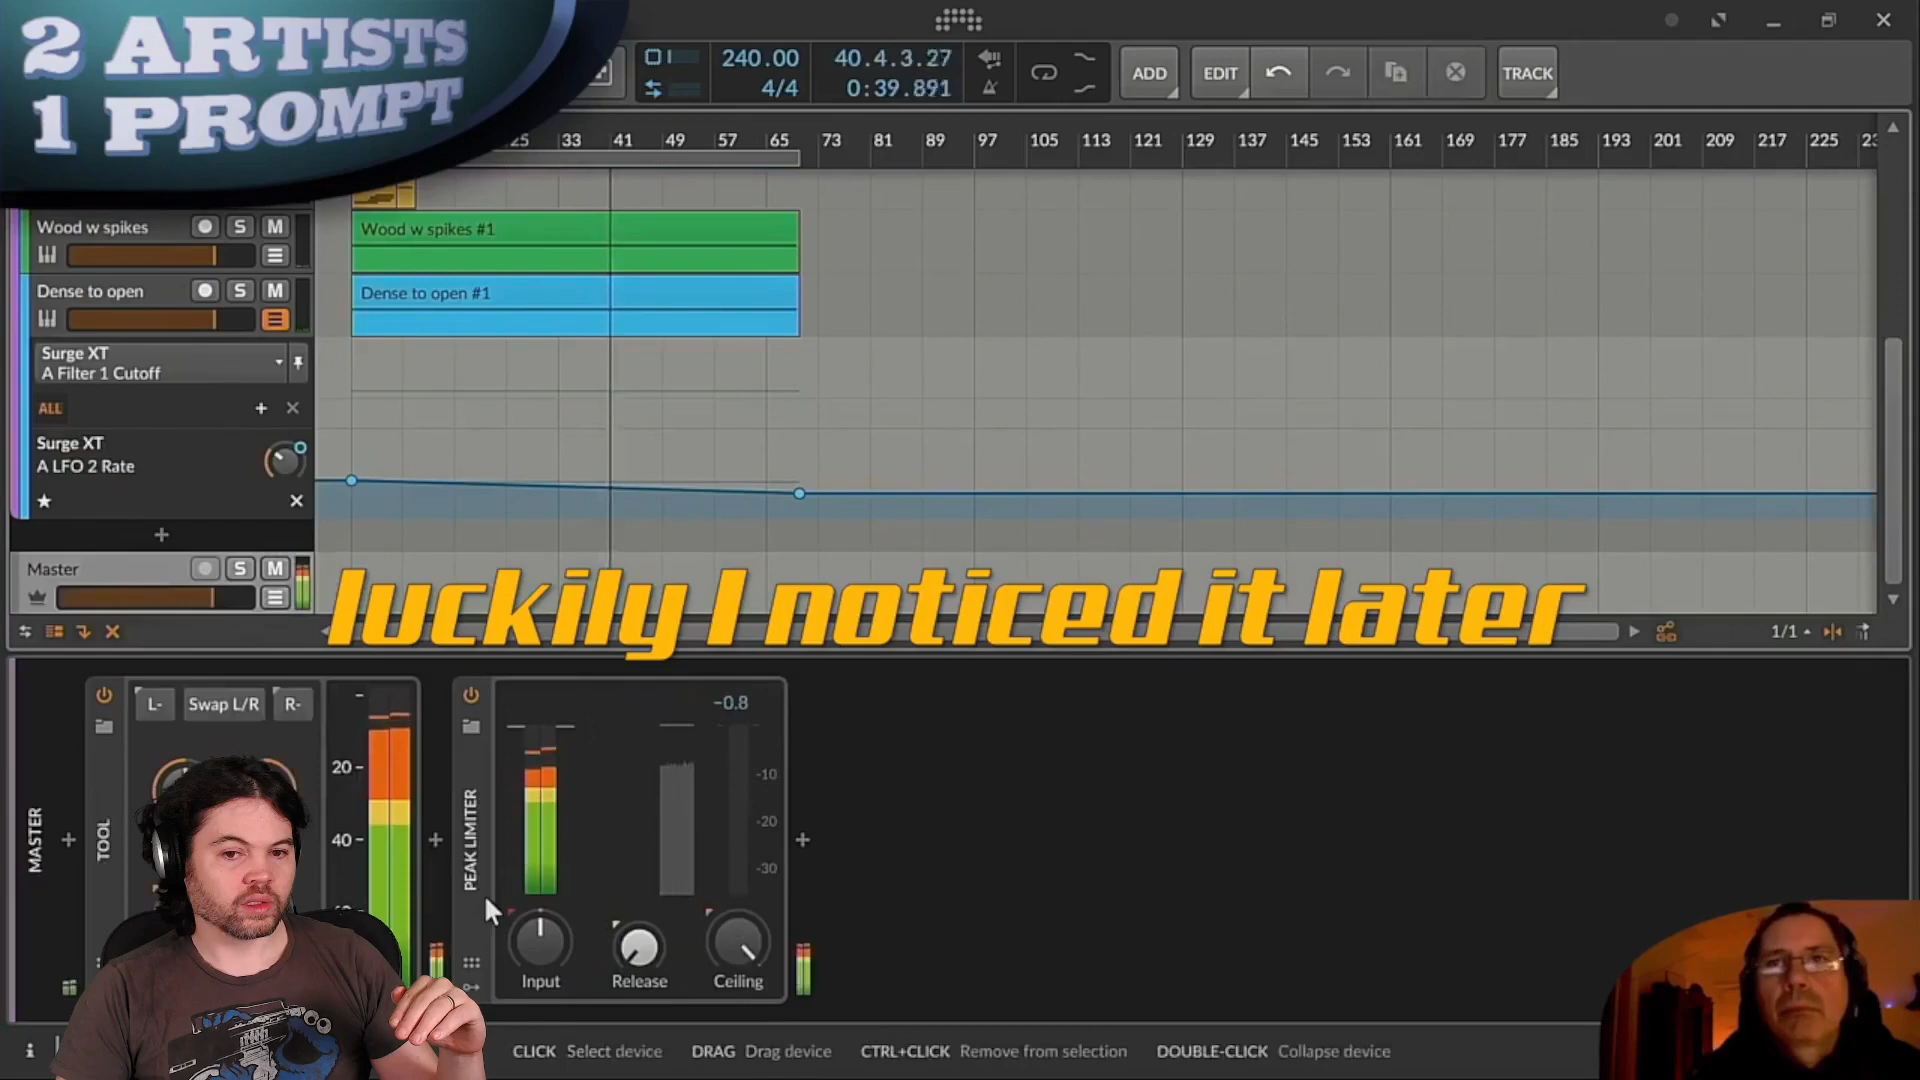 2 ARTISTS
1 PROMPT
240.00
4/4
40.4.3.27
0:39.891
ADD
EDIT
TRACK
25 33 41 49 57 65 73 81 89 97 105 113 121 129 137 145 153 161 169 177 185 193 201 209 217 225
Wood w spikes S M
Wood w spikes #1
Dense to open S M
Dense to open #1
Surge XT
A Filter 1 Cutoff
ALL
Surge XT
A LFO 2 Rate
Master S M
luckily I noticed it later
1/1
MASTER
TOOL
L- Swap L/R R-
20
40
PEAK LIMITER
-0.8
-10
-20
-30
Input Release Ceiling
CLICK Select device DRAG Drag device CTRL+CLICK Remove from selection DOUBLE-CLICK Collapse device